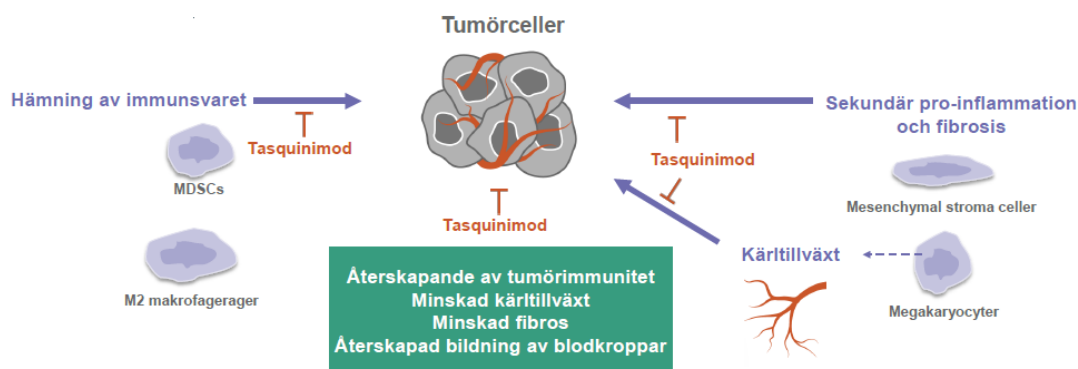 Tumörceller
Hämning av immunsvaret
Tasquinimod
MDSCs
M2 makrofagerager
Tasquinimod
Sekundär pro-inflammation
och fibrosis
Tasquinimod
Mesenchymal stroma celler
Kärltillväxt
Megakaryocyter
Återskapande av tumörimmunitet
Minskad kärltillväxt
Minskad fibros
Återskapad bildning av blodkroppar